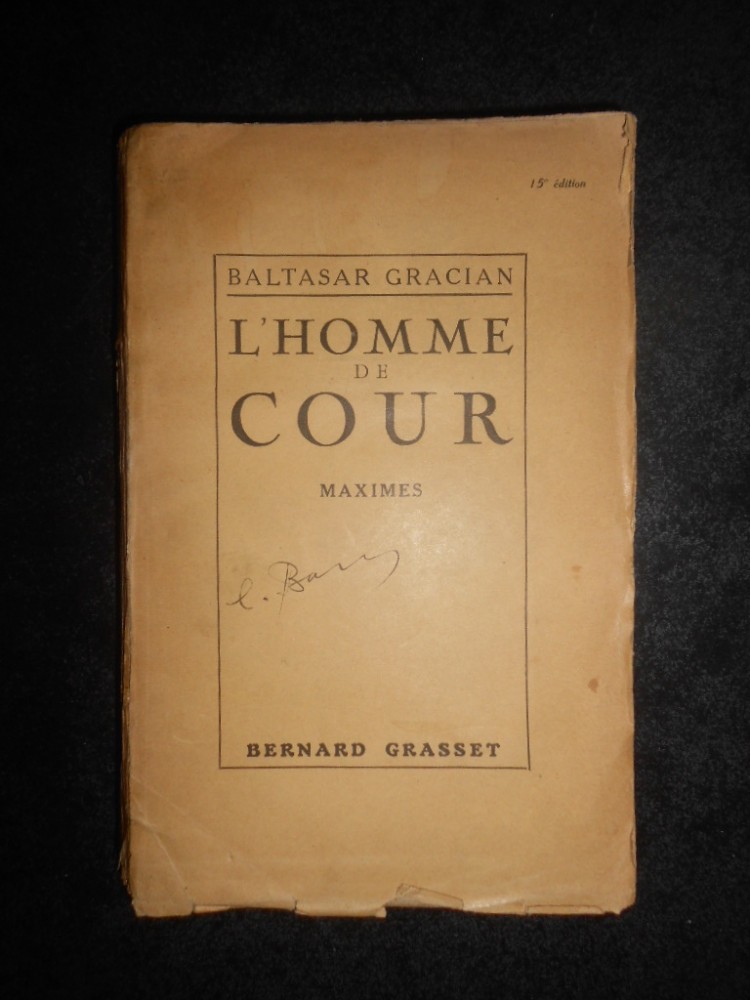 15e édition
BALTASAR GRACIAN
L'HOMME
DE
COUR
MAXIMES
BERNARD GRASSET